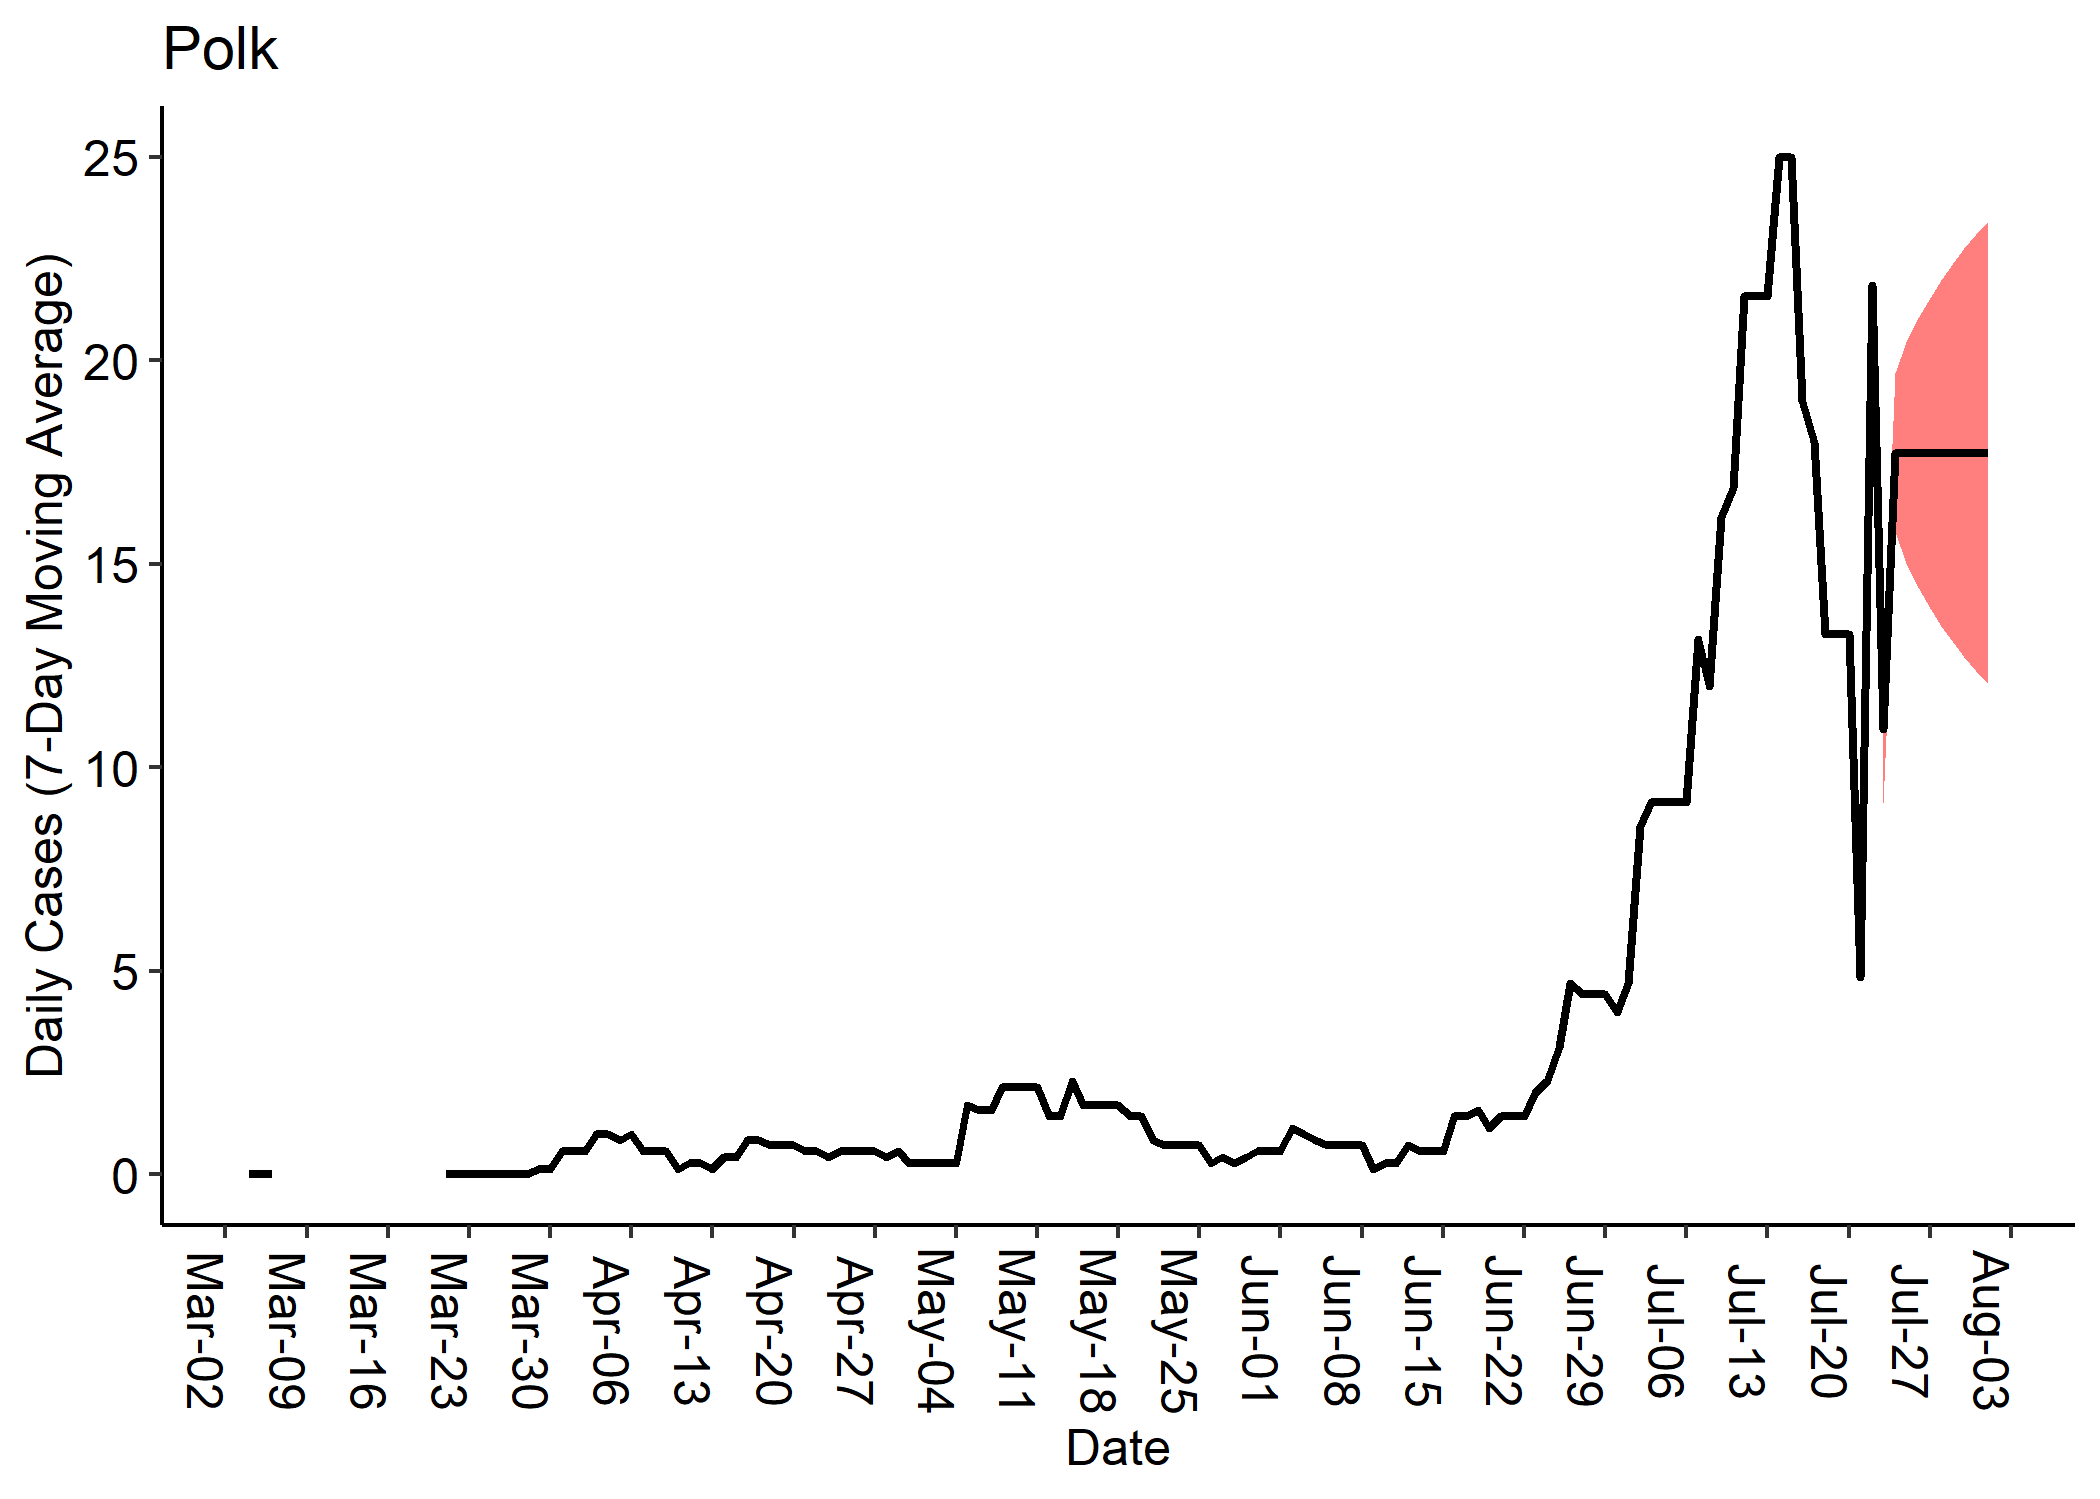 Polk
Daily Cases (7-Day Moving Average)
25
20
15
10
5
0
Mar-02
Mar-09
Mar-16
Mar-23
Mar-30
Apr-06
Apr-13
Apr-20
Apr-27
May-04
May-11
May-18
May-25
Jun-01
Jun-08
Jun-15
Jun-22
Jun-29
Jul-06
Jul-13
Jul-20
Jul-27
Aug-03
Date